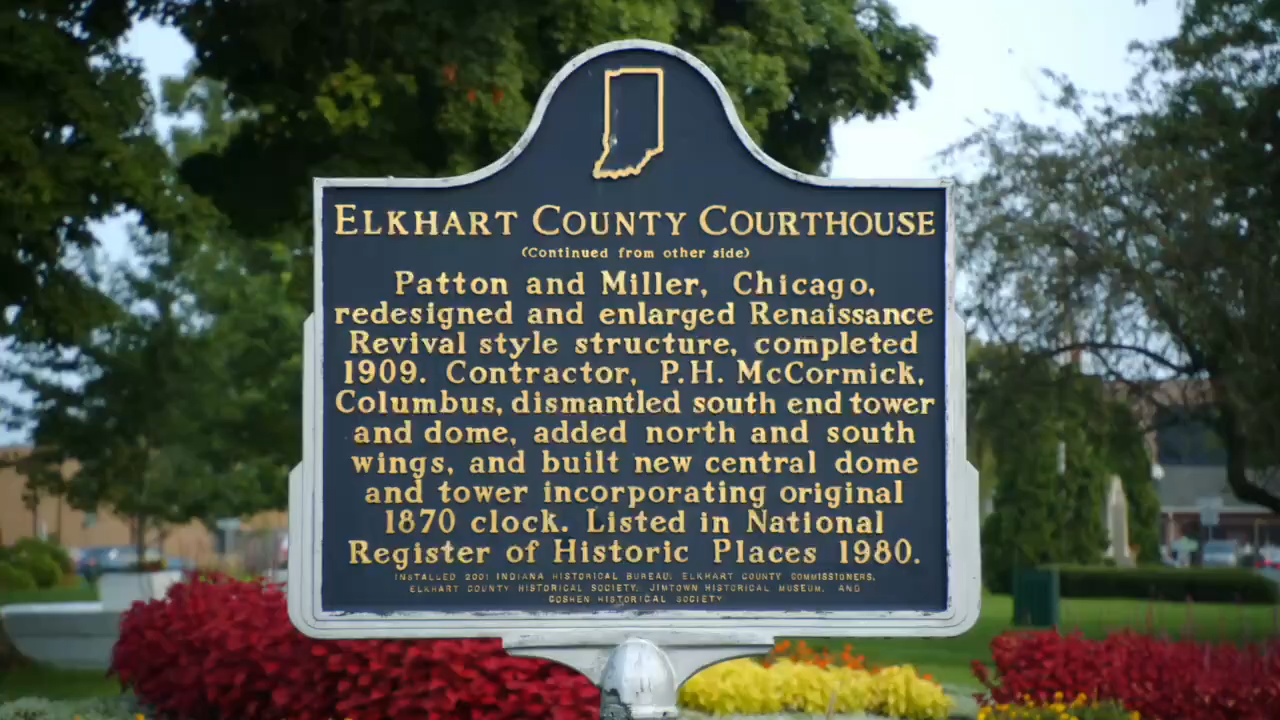 ELKHART COUNTY COURTHOUSE
(Continued from other side)
Patton and Miller, Chicago,
redesigned and enlarged Renaissance
Revival style structure, completed
1909. Contractor, P.H. McCormick,
Columbus, dismantled south end tower
and dome, added north and south
wings, and built new central dome
and tower incorporating original
1870 clock. Listed in National
Register of Historic Places 1980.
INSTALLED 2001 INDIANA HISTORICAL BUREAU, ELKHART COUNTY COMMISSIONERS,
ELKHART COUNTY HISTORICAL SOCIETY, JIMTOWN HISTORICAL MUSEUM, AND
GOSHEN HISTORICAL SOCIETY